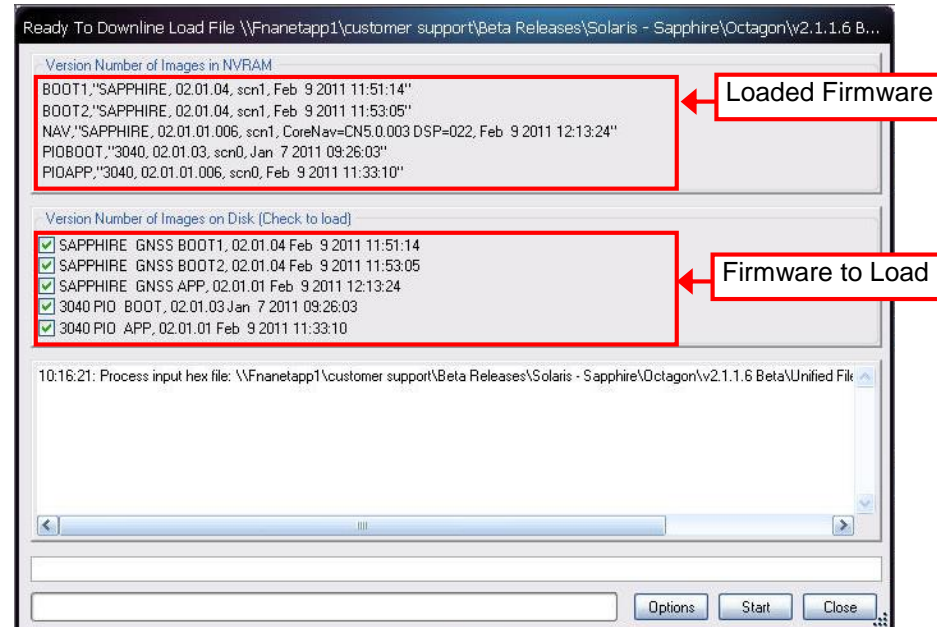 Ready To Downline Load File \\Fnanetapp1\customer support\Beta Releases\Solaris - Sapphire\Octagon\v2.1.1.6 B...
Version Number of Images in NVRAM
BOOT1,"SAPPHIRE, 02.01.04, scn1, Feb 9 2011 11:51:14"
BOOT2,"SAPPHIRE, 02.01.04, scn1, Feb 9 2011 11:53:05"
NAV,"SAPPHIRE, 02.01.01.006, scn1, CoreNav=CN5.0.003 DSP=022, Feb 9 2011 12:13:24"
PIOBOOT,"3040, 02.01.03, scn0, Jan 7 2011 09:26:03"
PIOAPP,"3040, 02.01.01.006, scn0, Feb 9 2011 11:33:10"
Loaded Firmware
Version Number of Images on Disk (Check to load)
SAPPHIRE GNSS BOOT1, 02.01.04 Feb 9 2011 11:51:14
SAPPHIRE GNSS BOOT2, 02.01.04 Feb 9 2011 11:53:05
SAPPHIRE GNSS APP, 02.01.01 Feb 9 2011 12:13:24
3040 PIO BOOT, 02.01.03 Jan 7 2011 09:26:03
3040 PIO APP, 02.01.01 Feb 9 2011 11:33:10
Firmware to Load
10:16:21: Process input hex file: \\Fnanetapp1\customer support\Beta Releases\Solaris - Sapphire\Octagon\v2.1.1.6 Beta\Unified File
Options Start Close